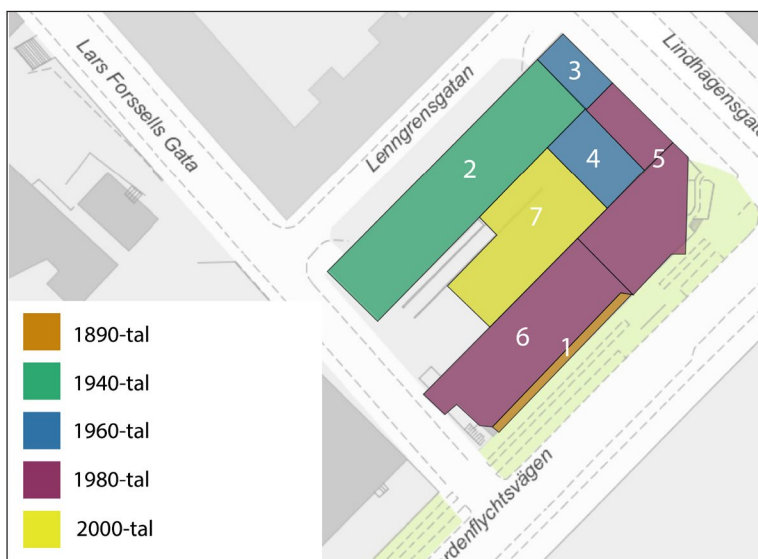 Lars Forssells Gata
Lenngrensgatan
Lindhagensgat
3
2
4
5
7
6
1
rdenflychtsvägen
1890-tal
1940-tal
1960-tal
1980-tal
2000-tal